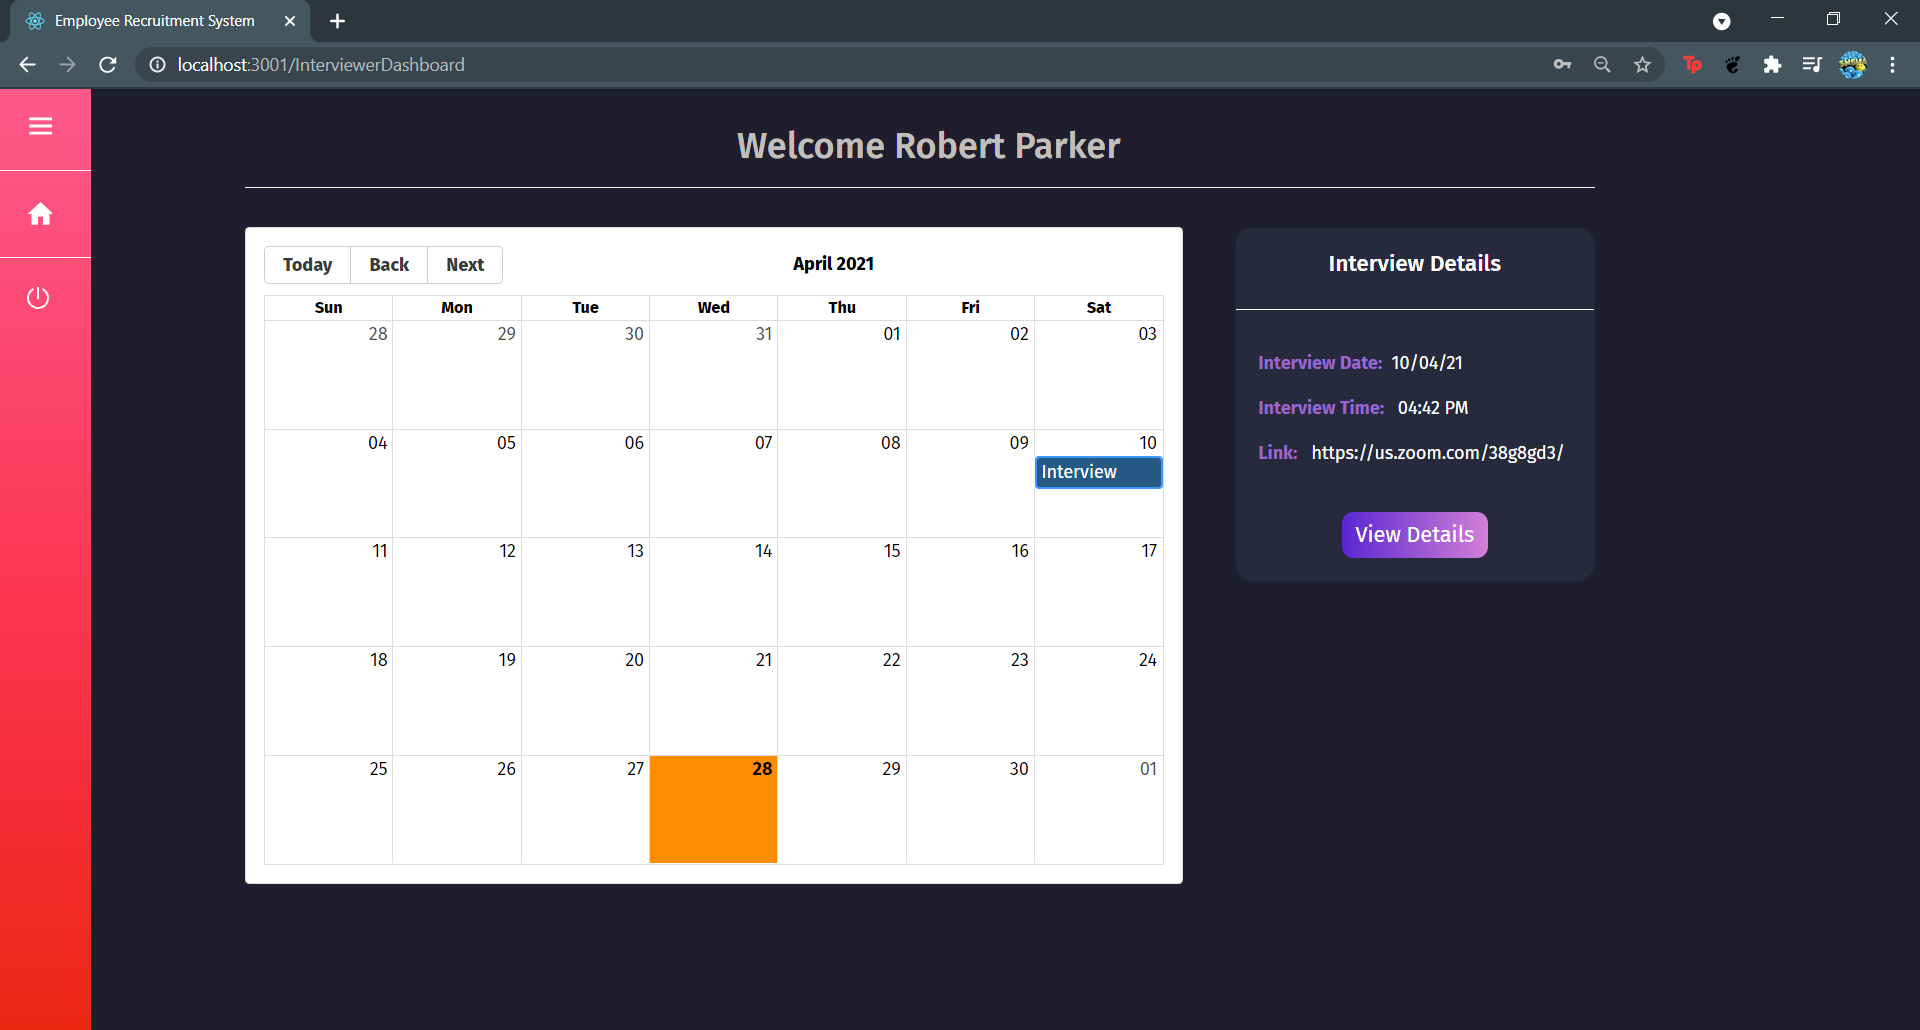 Employee Recruitment System
localhost:3001/InterviewerDashboard
Tp
Welcome Robert Parker
Today Back Next
April 2021
Sun Mon Tue Wed Thu Fri Sat
28 29 30 31 01 02 03
04 05 06 07 08 09 10
Interview
11 12 13 14 15 16 17
18 19 20 21 22 23 24
25 26 27 28 29 30 01
Interview Details
Interview Date: 10/04/21
Interview Time: 04:42 PM
Link: https://us.zoom.com/38g8gd3/
View Details